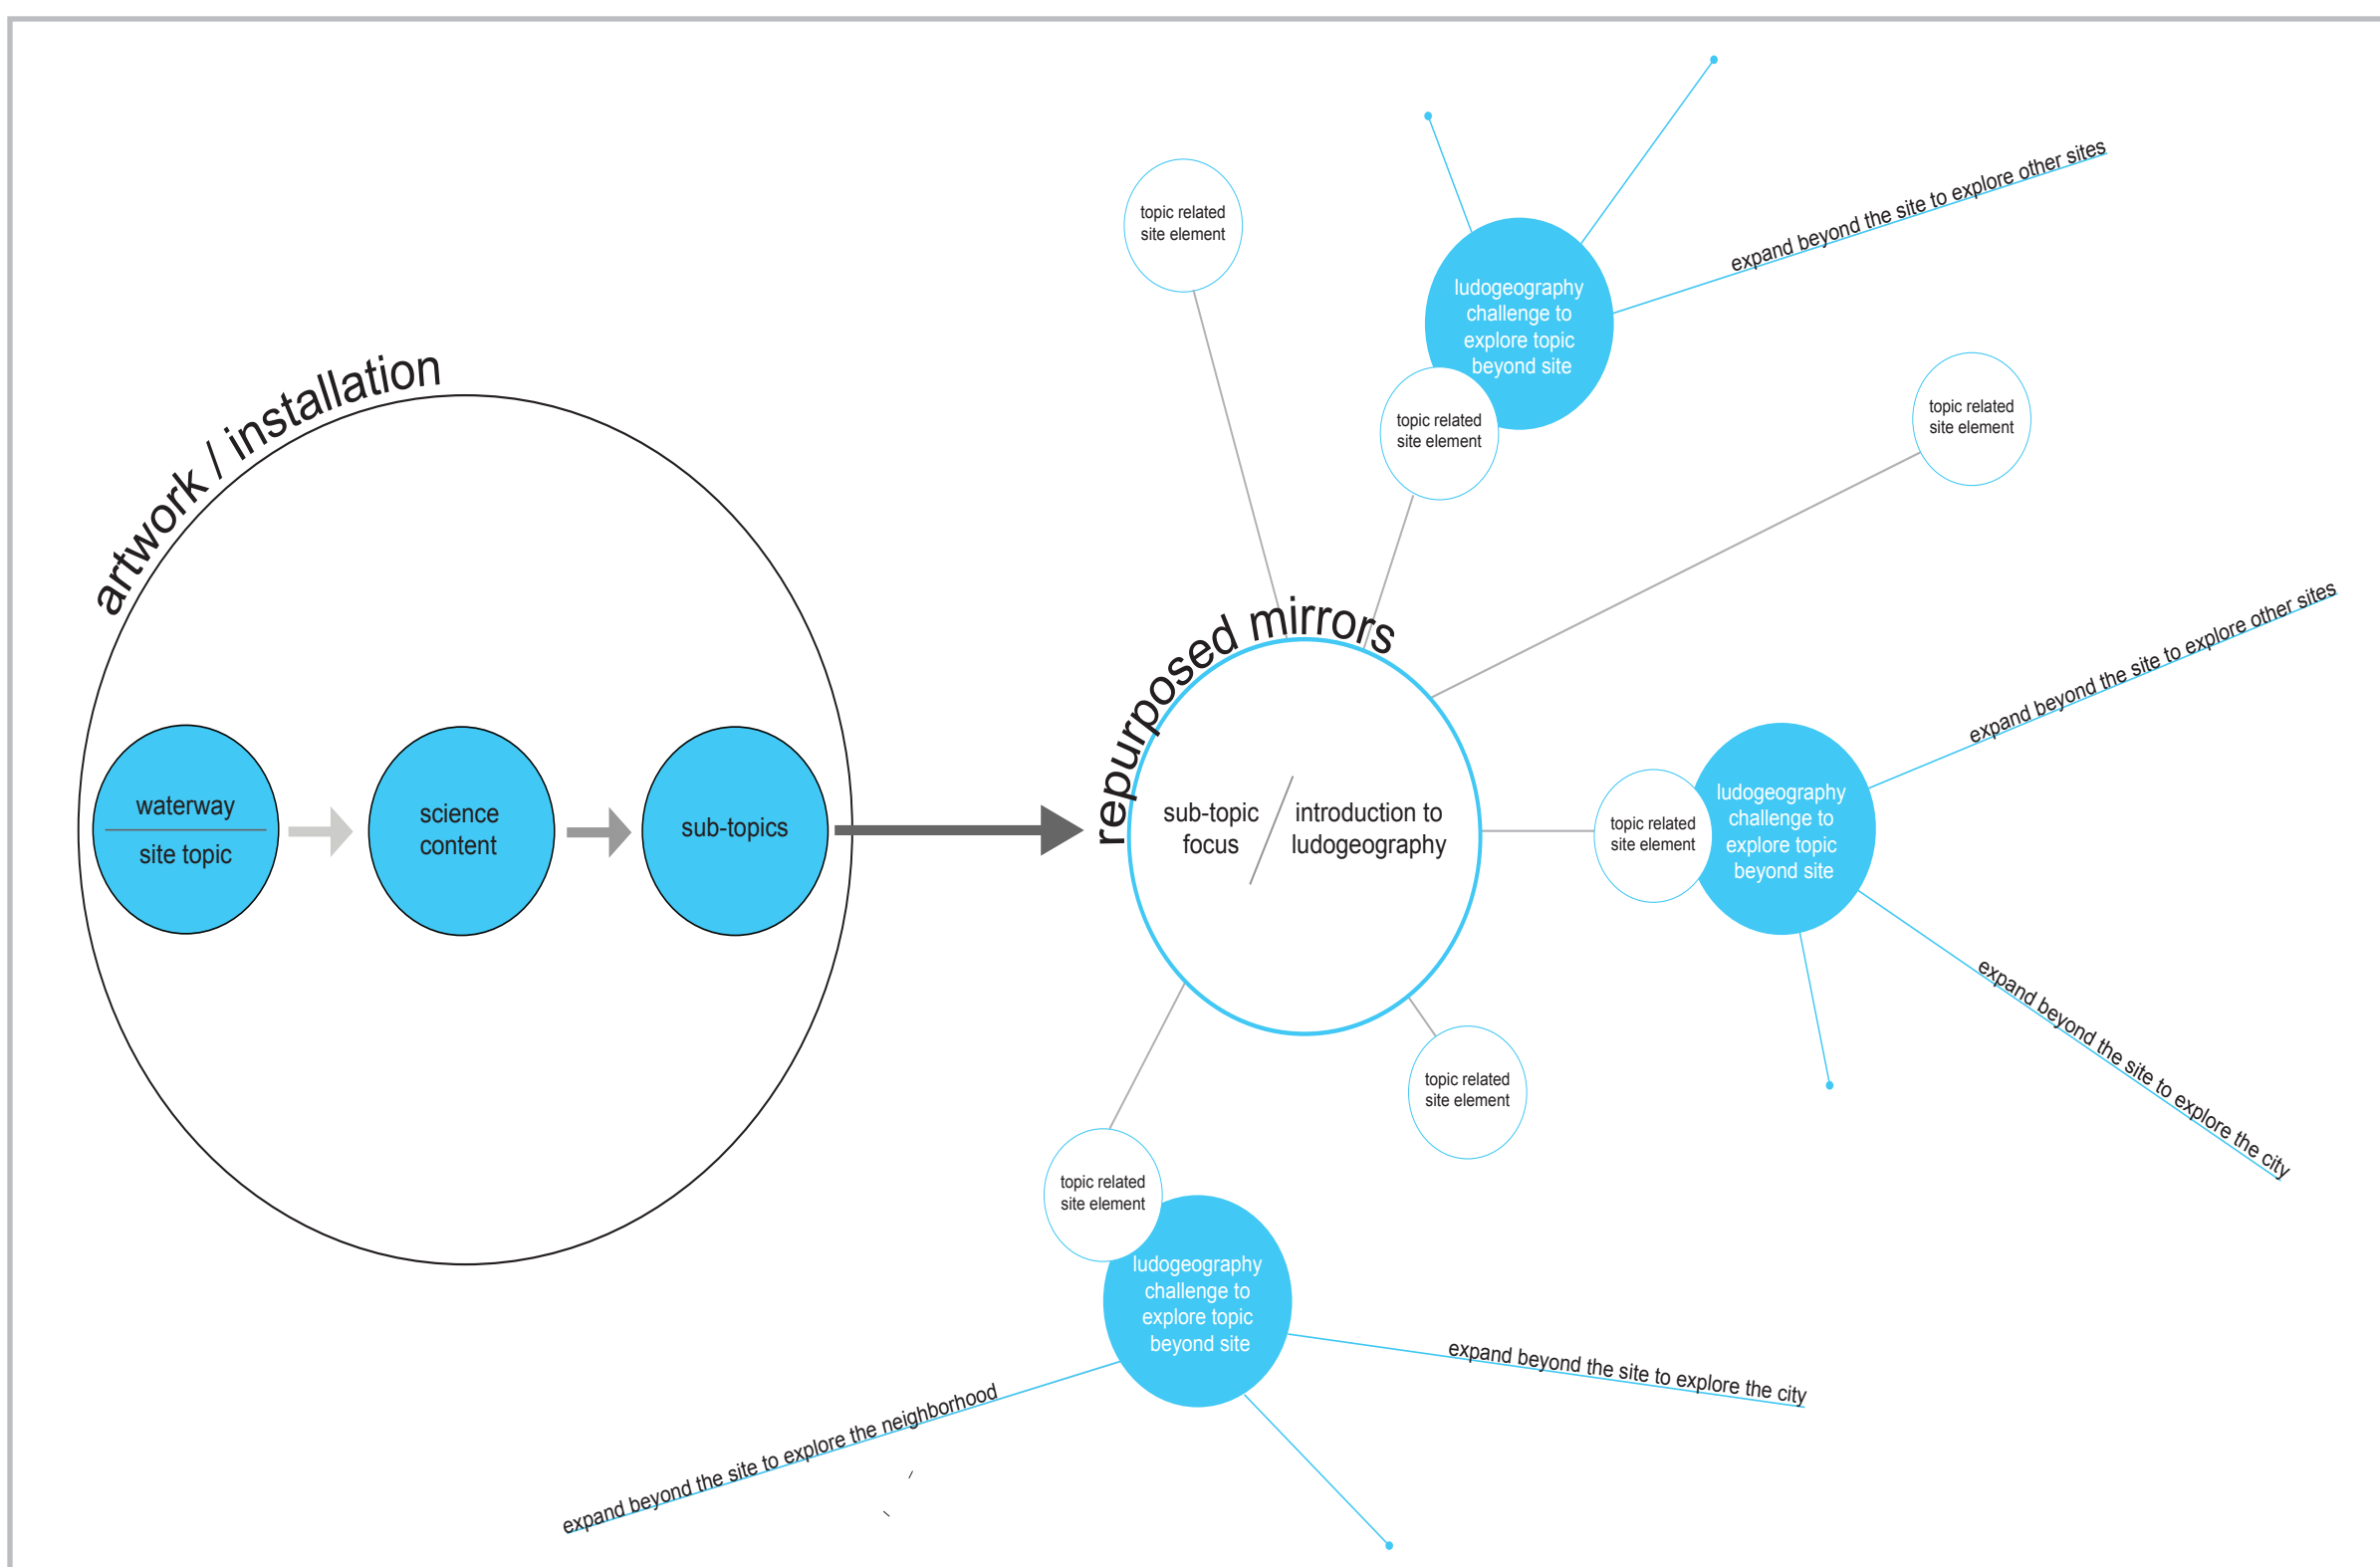 artwork / installation
waterway
site topic
science
content
sub-topics
repurposed mirrors
sub-topic
focus
introduction to
ludogeography
topic related
site element
ludogeography
challenge to
explore topic
beyond site
topic related
site element
expand beyond the site to explore other sites
topic related
site element
topic related
site element
ludogeography
challenge to
explore topic
beyond site
expand beyond the site to explore other sites
expand beyond the site to explore the city
topic related
site element
topic related
site element
ludogeography
challenge to
explore topic
beyond site
expand beyond the site to explore the city
expand beyond the site to explore the neighborhood